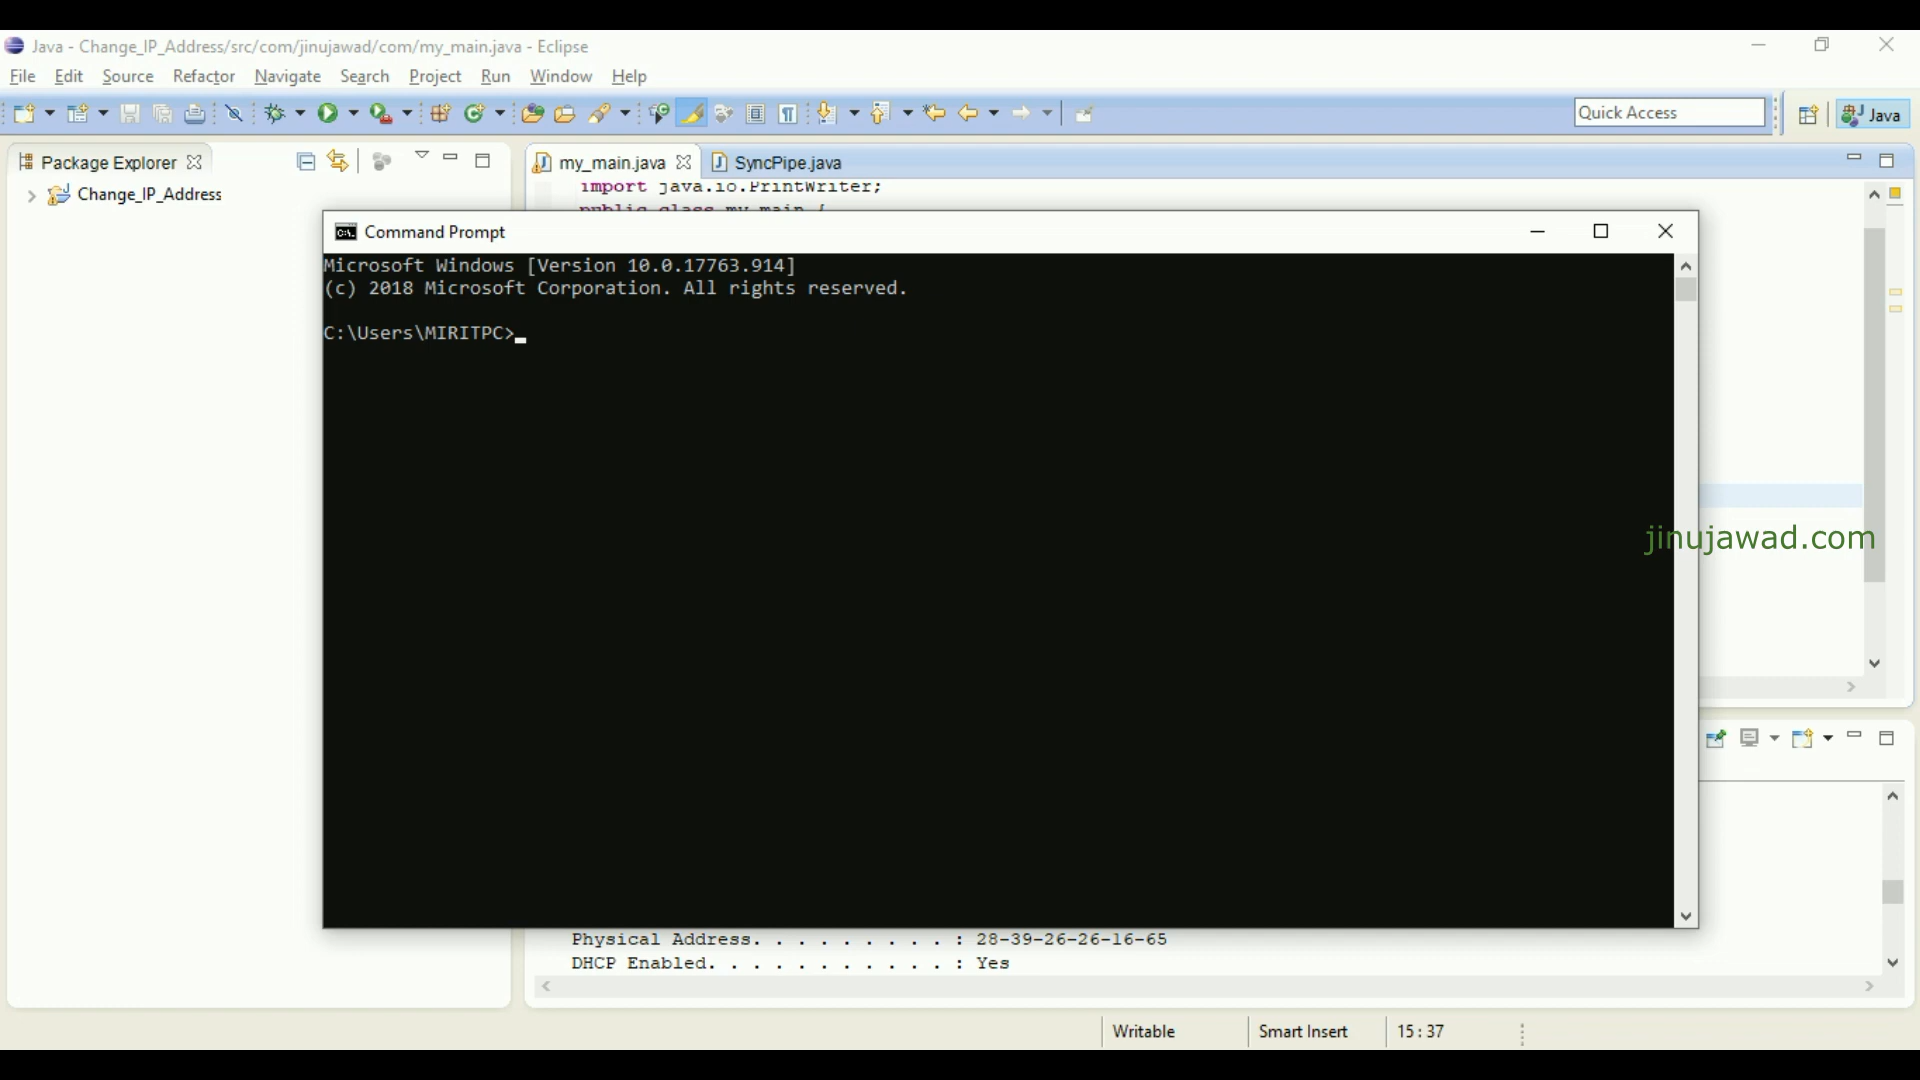 Java - Change_IP_Address/src/com/jinujawad/com/my_main.java - Eclipse
File Edit Source Refactor Navigate Search Project Run Window Help
Quick Access
Java
Package Explorer
my_main.java
SyncPipe.java
Change_IP_Address
import java.io.PrintWriter;
public class my_main {
Command Prompt
Microsoft Windows [Version 10.0.17763.914]
(c) 2018 Microsoft Corporation. All rights reserved.
C:\Users\MIRITPC>
jinujawad.com
Physical Address. . . . . . . . . : 28-39-26-26-16-65
DHCP Enabled. . . . . . . . . . . : Yes
Writable
Smart Insert
15 : 37